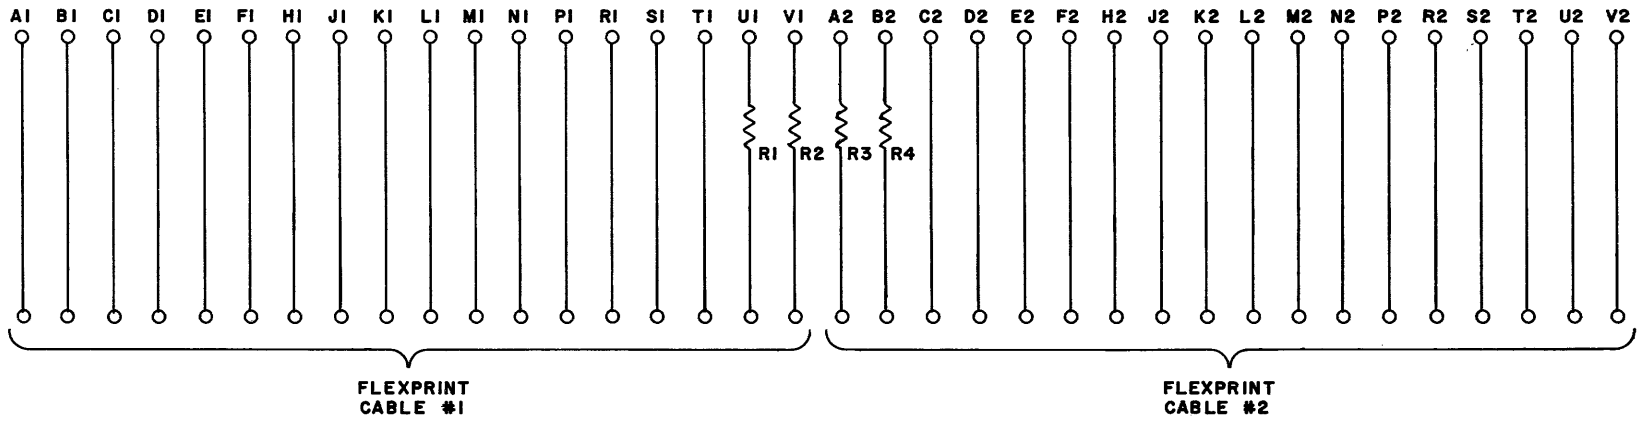 A1 B1 C1 D1 E1 F1 H1 J1 K1 L1 M1 N1 P1 R1 S1 T1 U1 V1 A2 B2 C2 D2 E2 F2 H2 J2 K2 L2 M2 N2 P2 R2 S2 T2 U2 V2
R1 R2 R3 R4
FLEXPRINT
CABLE #1
FLEXPRINT
CABLE #2